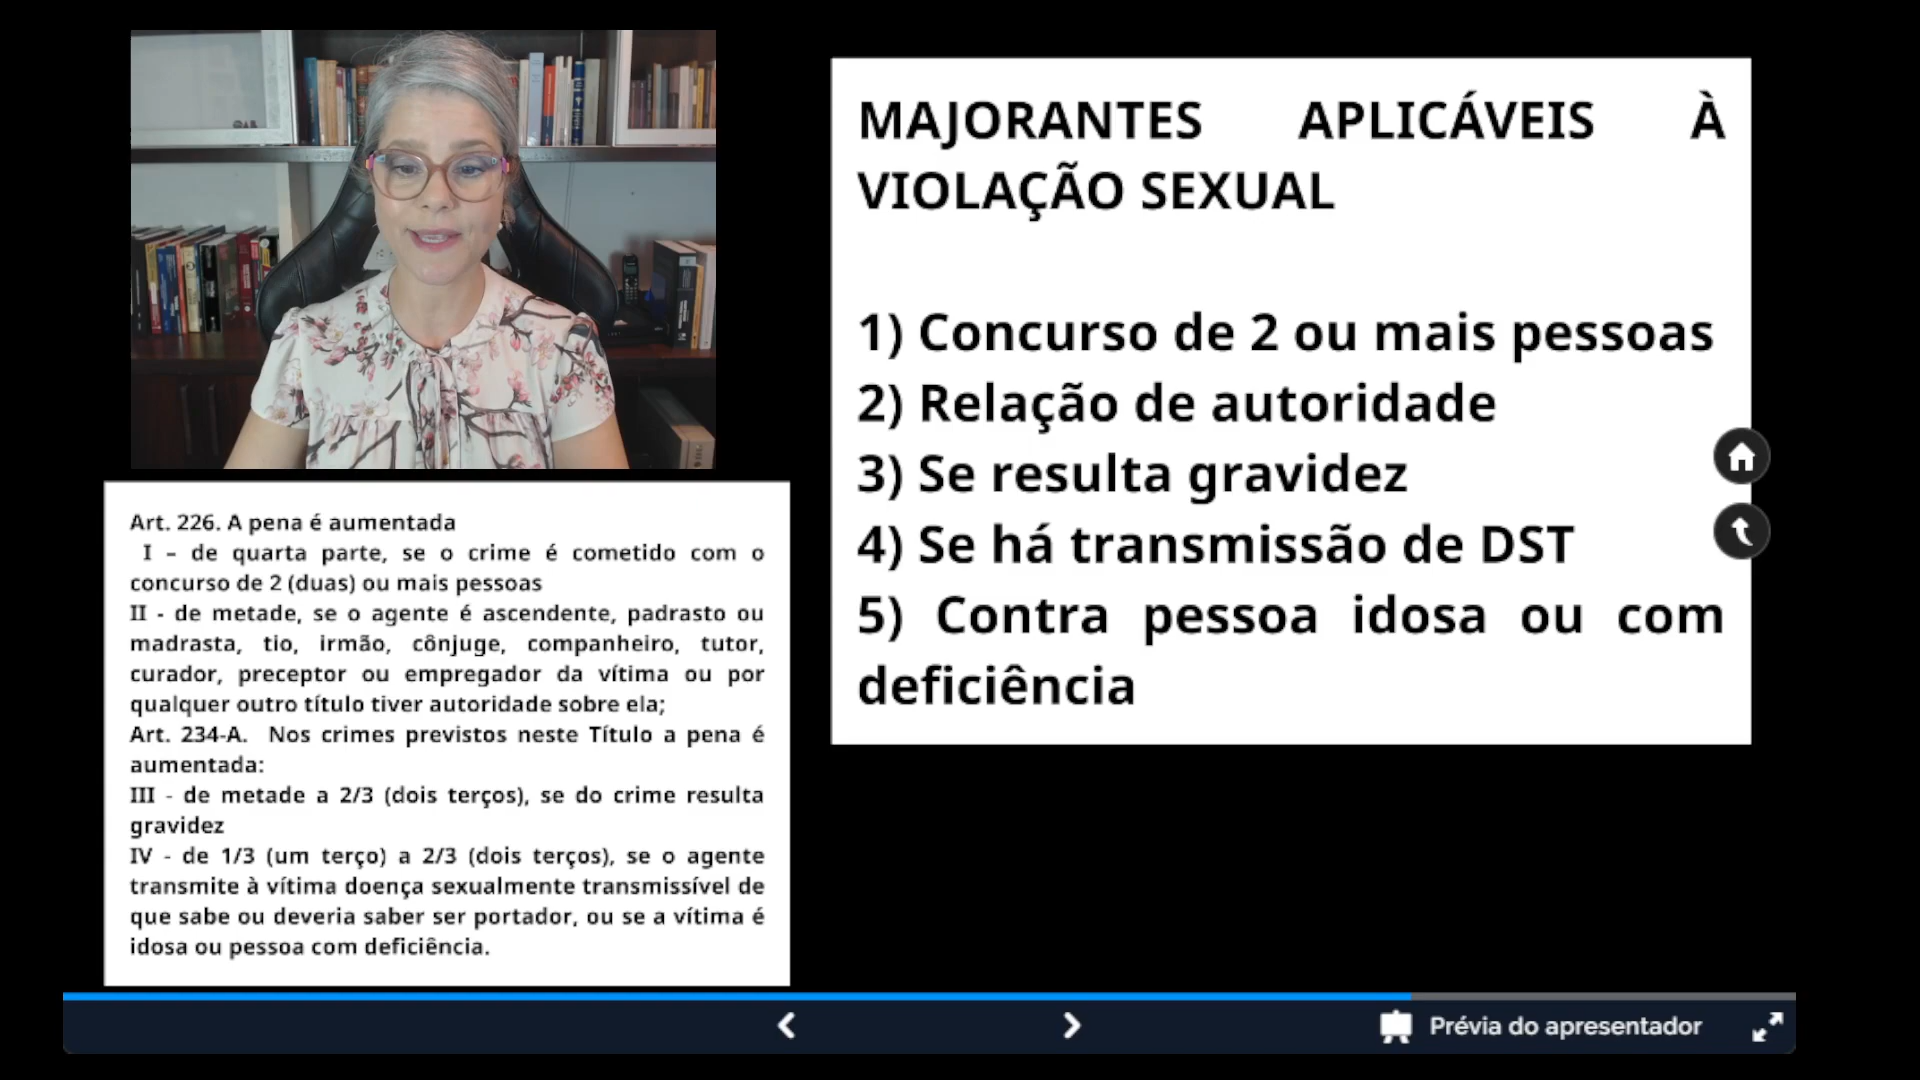 MAJORANTES APLICÁVEIS À
VIOLAÇÃO SEXUAL
1) Concurso de 2 ou mais pessoas
2) Relação de autoridade
3) Se resulta gravidez
4) Se há transmissão de DST
5) Contra pessoa idosa ou com
deficiência
Art. 226. A pena é aumentada
I – de quarta parte, se o crime é cometido com o
concurso de 2 (duas) ou mais pessoas
II - de metade, se o agente é ascendente, padrasto ou
madrasta, tio, irmão, cônjuge, companheiro, tutor,
curador, preceptor ou empregador da vítima ou por
qualquer outro título tiver autoridade sobre ela;
Art. 234-A. Nos crimes previstos neste Título a pena é
aumentada:
III - de metade a 2/3 (dois terços), se do crime resulta
gravidez
IV - de 1/3 (um terço) a 2/3 (dois terços), se o agente
transmite à vítima doença sexualmente transmissível de
que sabe ou deveria saber ser portador, ou se a vítima é
idosa ou pessoa com deficiência.
Prévia do apresentador